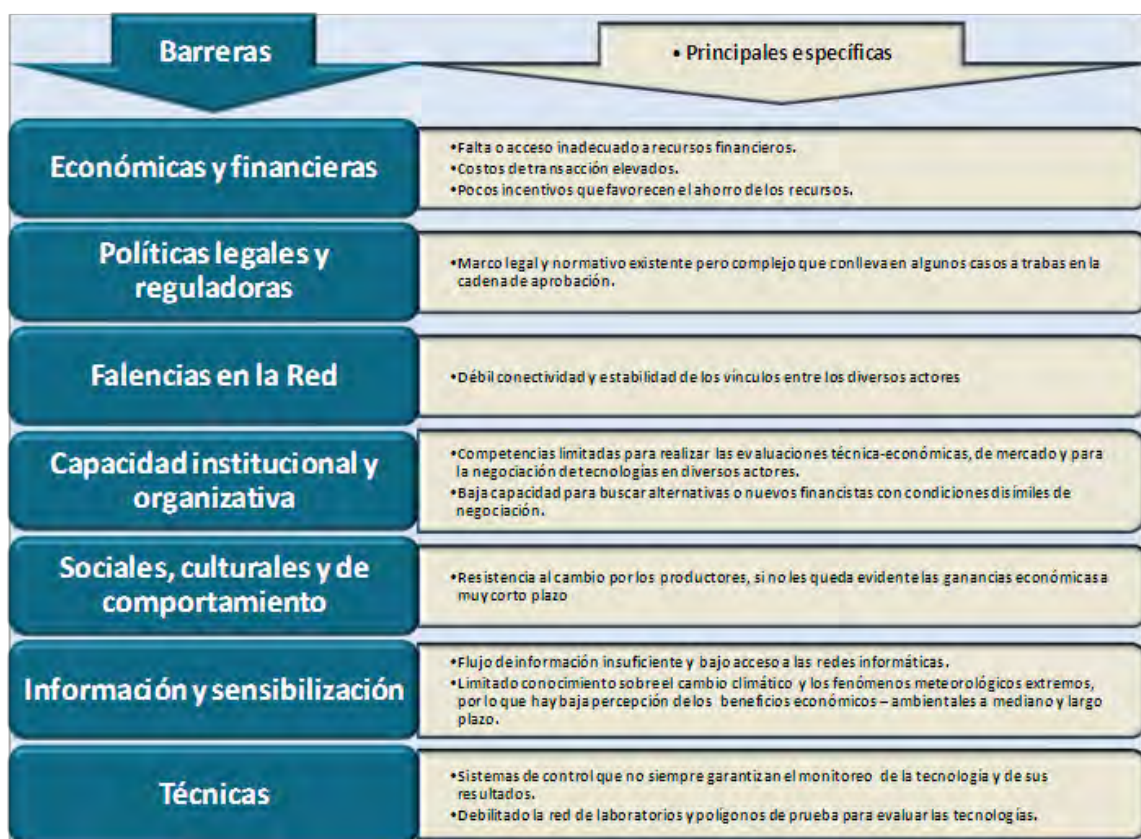 Barreras
• Principales específicas
Económicas y financieras
•Falta o acceso inadecuado a recursos financieros.
•Costos de transacción elevados.
•Pocos incentivos que favorecen el ahorro de los recursos.
Políticas legales y
reguladoras
•Marco legal y normativo existente pero complejo que conlleva en algunos casos a trabas en la
cadena de aprobación.
Falencias en la Red
•Débil conectividad y estabilidad de los vínculos entre los diversos actores
Capacidad institucional y
organizativa
•Competencias limitadas para realizar las evaluaciones técnica-económicas, de mercado y para
la negociación de tecnologías en diversos actores.
•Baja capacidad para buscar alternativas o nuevos financistas con condiciones disímiles de
negociación.
Sociales, culturales y de
comportamiento
•Resistencia al cambio por los productores, si no les queda evidente las ganancias económicas a
muy corto plazo
Información y sensibilización
•Flujo de información insuficiente y bajo acceso a las redes informáticas.
•Limitado conocimiento sobre el cambio climático y los fenómenos meteorológicos extremos,
por lo que hay baja percepción de los beneficios económicos – ambientales a mediano y largo
plazo.
Técnicas
•Sistemas de control que no siempre garantizan el monitoreo de la tecnología y de sus
resultados.
•Debilitado la red de laboratorios y polígonos de prueba para evaluar las tecnologías.